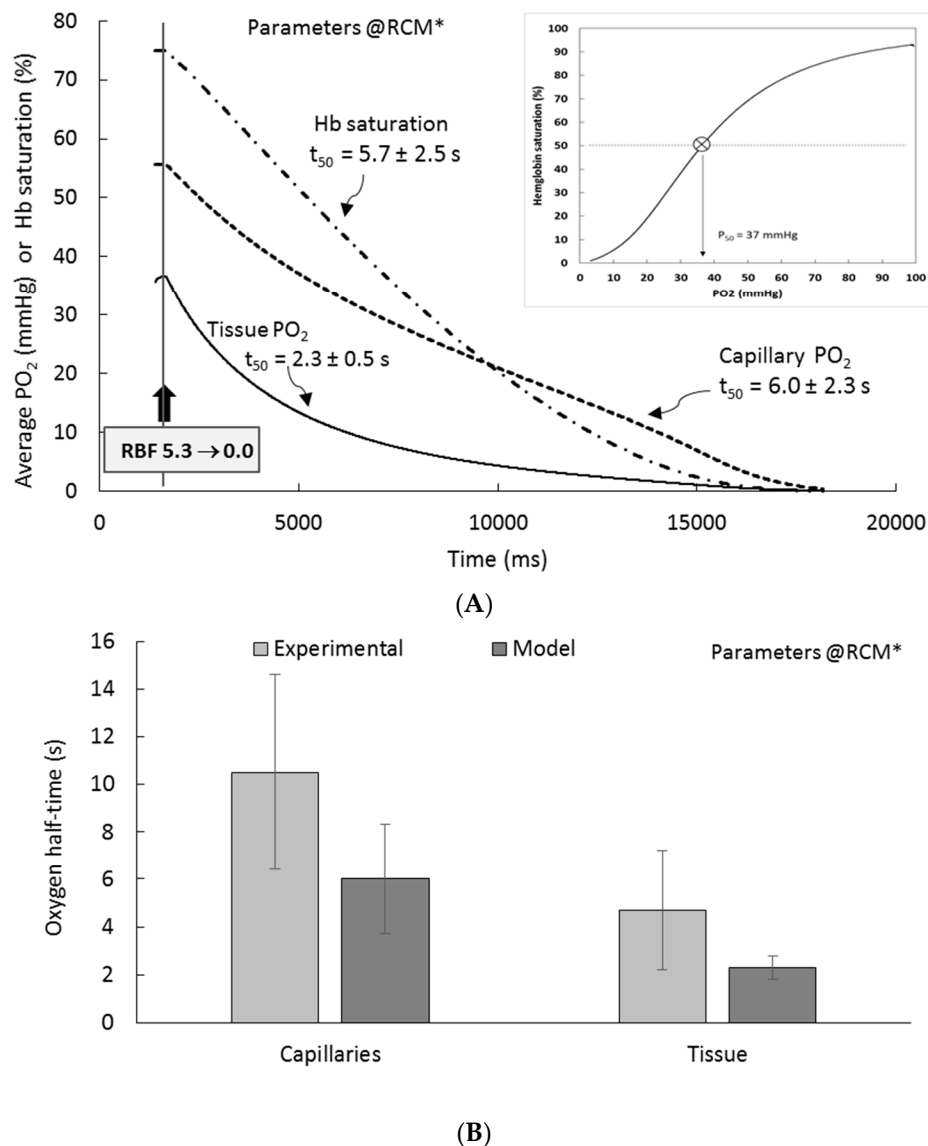 Parameters @RCM*
Average PO2 (mmHg) or Hb saturation (%)
80
70
60
50
40
30
20
10
0
Hb saturation
t50 = 5.7 ± 2.5 s
Tissue PO2
t50 = 2.3 ± 0.5 s
Capillary PO2
t50 = 6.0 ± 2.3 s
RBF 5.3 → 0.0
0 5000 10000 15000 20000
Time (ms)
Hemglobin saturation (%)
100
90
80
70
60
50
40
30
20
10
0
P50 = 37 mmHg
0 10 20 30 40 50 60 70 80 90 100
PO2 (mmHg)
(A)
Experimental Model
Parameters @RCM*
Oxygen half-time (s)
16
14
12
10
8
6
4
2
0
Capillaries Tissue
(B)